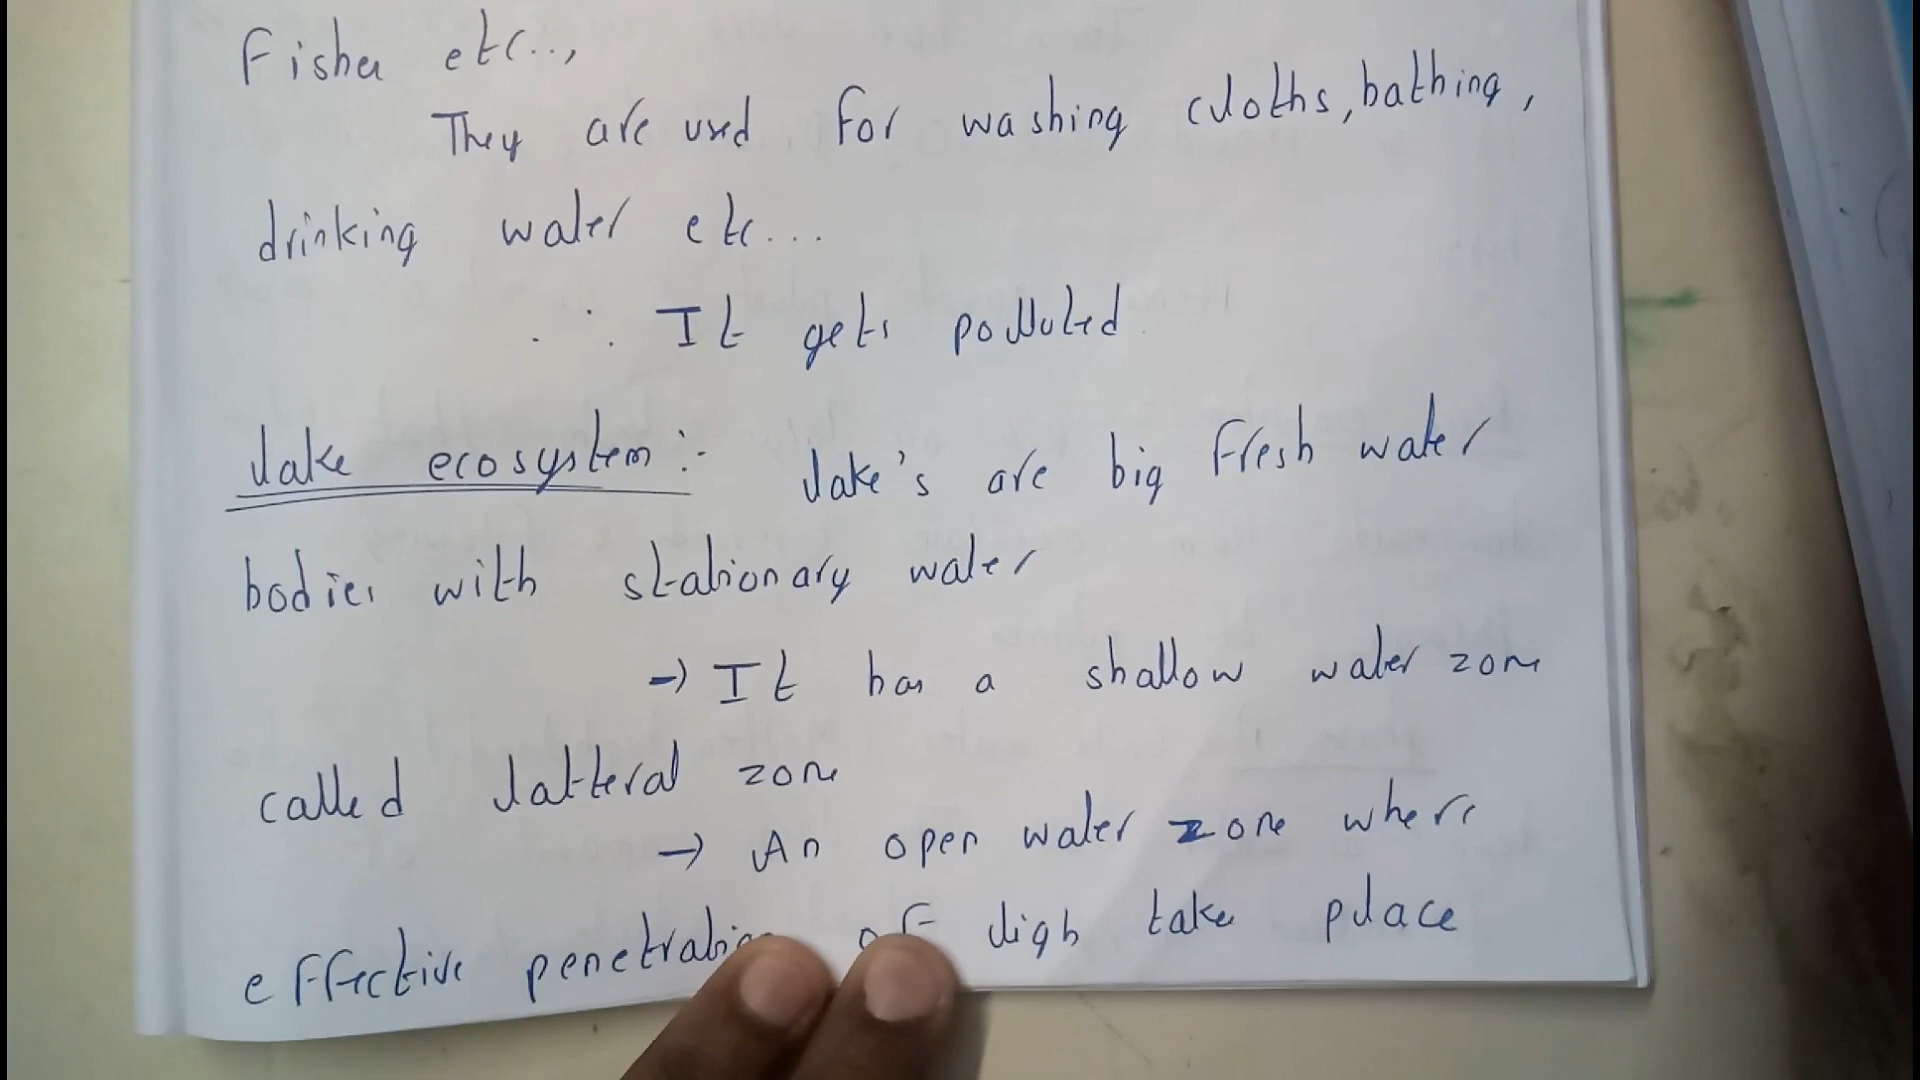 Fishes etc..,
They are used for washing cloths, bathing,
drinking water etc...
∴ It gets polluted.
Lake ecosystem :- Lake's are big fresh water
bodies with stationary water
→ It has a shallow water zone
called latteral zone
→ An open water zone where
effective penetration of ligh take place